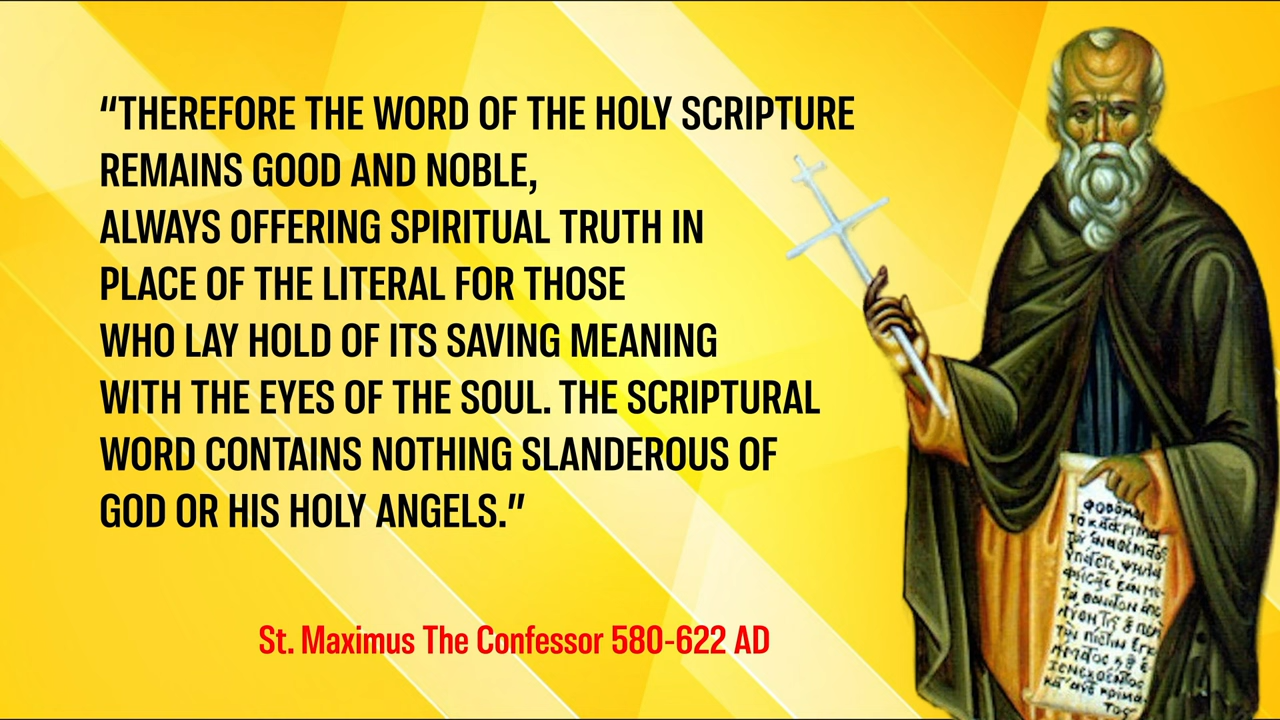 “THEREFORE THE WORD OF THE HOLY SCRIPTURE
REMAINS GOOD AND NOBLE,
ALWAYS OFFERING SPIRITUAL TRUTH IN
PLACE OF THE LITERAL FOR THOSE
WHO LAY HOLD OF ITS SAVING MEANING
WITH THE EYES OF THE SOUL. THE SCRIPTURAL
WORD CONTAINS NOTHING SLANDEROUS OF
GOD OR HIS HOLY ANGELS.”
St. Maximus The Confessor 580-622 AD